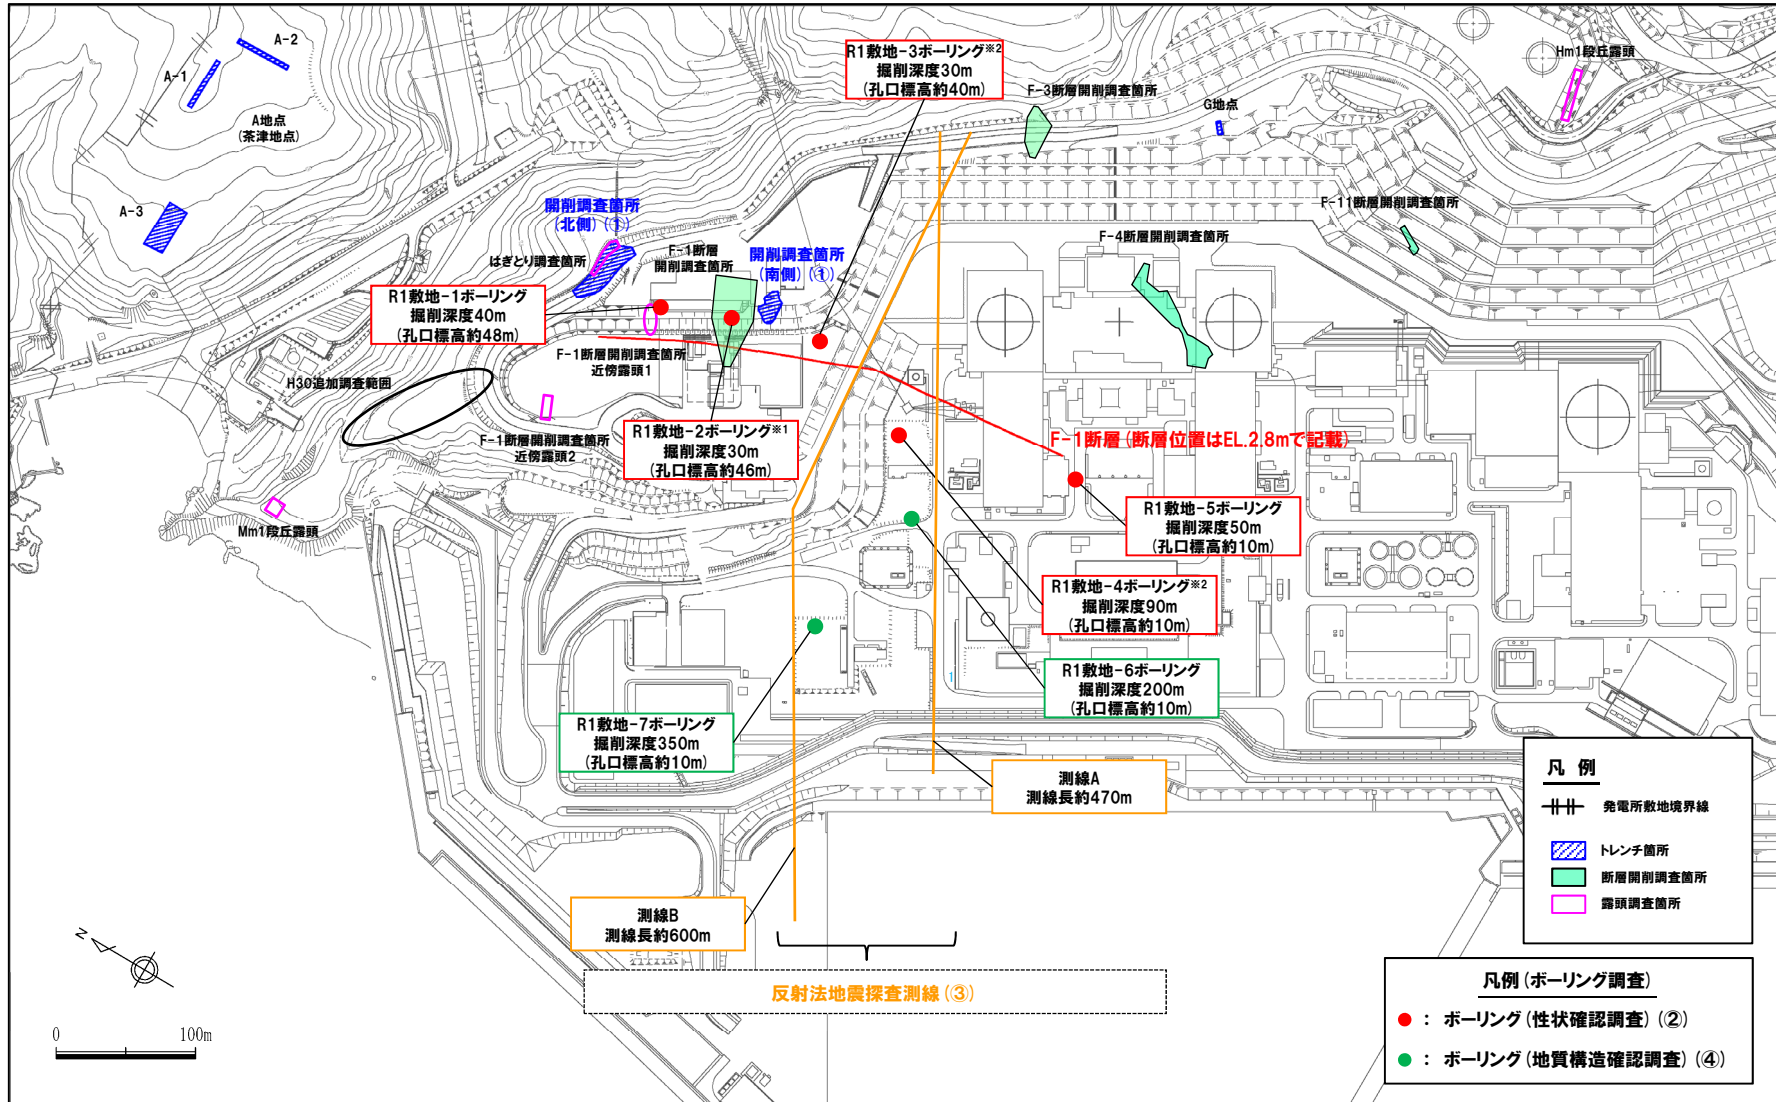 A-2
A-1
A地点
(茶津地点)
A-3
R1敷地-3ボーリング※2
掘削深度30m
(孔口標高約40m)
F-3断層開削調査箇所
G地点
Hm1段丘露頭
F-11断層開削調査箇所
F-4断層開削調査箇所
開削調査箇所
(北側)(①)
はぎとり調査箇所
F-1断層
開削調査箇所
開削調査箇所
(南側)(①)
R1敷地-1ボーリング
掘削深度40m
(孔口標高約48m)
F-1断層開削調査箇所
近傍露頭1
H30追加調査範囲
F-1断層開削調査箇所
近傍露頭2
R1敷地-2ボーリング※1
掘削深度30m
(孔口標高約46m)
F-1断層(断層位置はEL.2.8mで記載)
Mm1段丘露頭
R1敷地-5ボーリング
掘削深度50m
(孔口標高約10m)
R1敷地-4ボーリング※2
掘削深度90m
(孔口標高約10m)
R1敷地-6ボーリング
掘削深度200m
(孔口標高約10m)
1
R1敷地-7ボーリング
掘削深度350m
(孔口標高約10m)
測線A
測線長約470m
測線B
測線長約600m
反射法地震探査測線(③)
N
0 100m
凡 例
発電所敷地境界線
トレンチ箇所
断層開削調査箇所
露頭調査箇所
凡例(ボーリング調査)
: ボーリング(性状確認調査)(②)
: ボーリング(地質構造確認調査)(④)